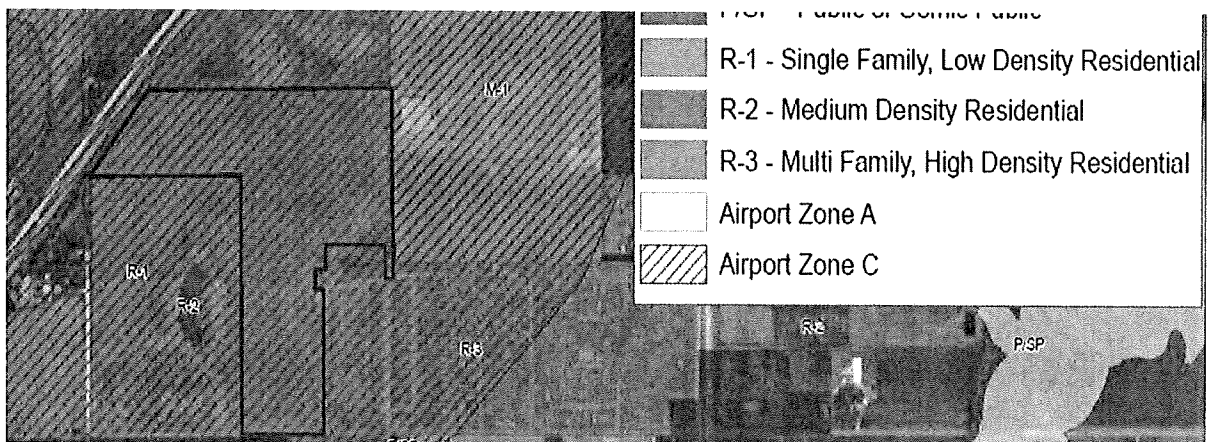 R-1 - Single Family, Low Density Residential
R-2 - Medium Density Residential
R-3 - Multi Family, High Density Residential
Airport Zone A
Airport Zone C
M-1
R-1
R-2
R-3
R-2
P/SP